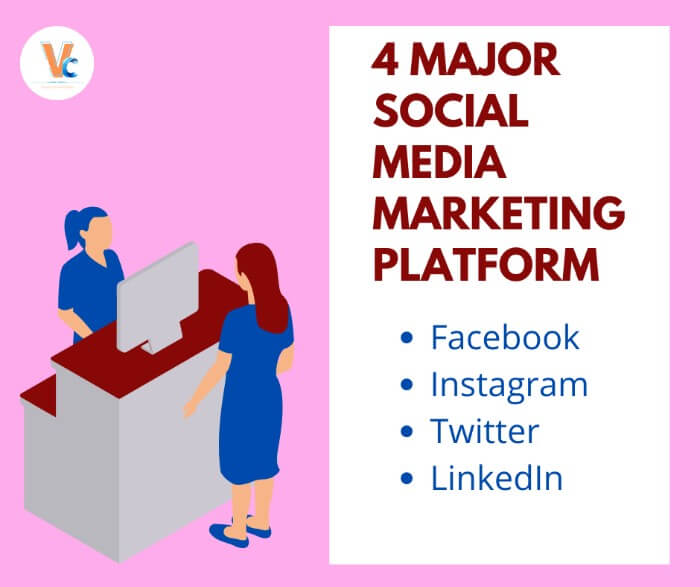 VC
4 MAJOR
SOCIAL
MEDIA
MARKETING
PLATFORM
Facebook
Instagram
Twitter
LinkedIn